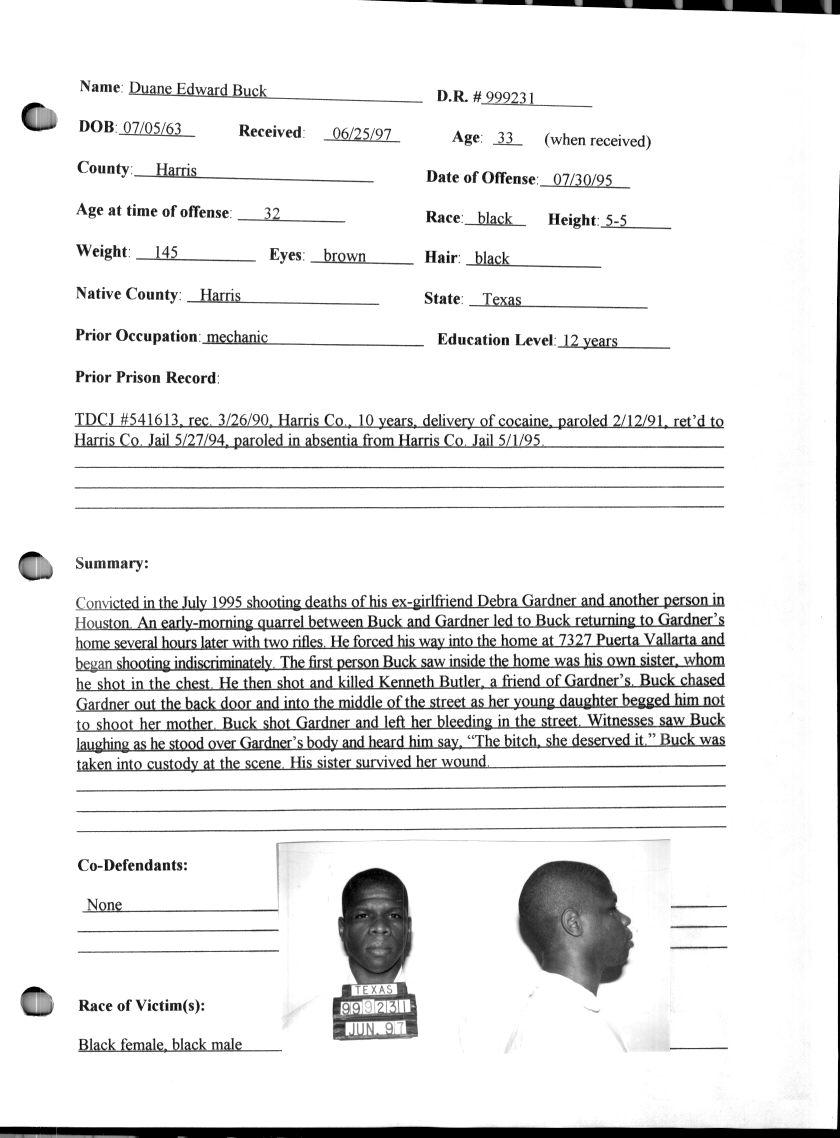 Name: Duane Edward Buck D.R. # 999231
DOB: 07/05/63 Received: 06/25/97 Age: 33 (when received)
County: Harris Date of Offense: 07/30/95
Age at time of offense: 32 Race: black Height: 5-5
Weight: 145 Eyes: brown Hair: black
Native County: Harris State: Texas
Prior Occupation: mechanic Education Level: 12 years
Prior Prison Record:
TDCJ #541613, rec. 3/26/90, Harris Co., 10 years, delivery of cocaine, paroled 2/12/91, ret'd to
Harris Co. Jail 5/27/94, paroled in absentia from Harris Co. Jail 5/1/95.
Summary:
Convicted in the July 1995 shooting deaths of his ex-girlfriend Debra Gardner and another person in
Houston. An early-morning quarrel between Buck and Gardner led to Buck returning to Gardner's
home several hours later with two rifles. He forced his way into the home at 7327 Puerta Vallarta and
began shooting indiscriminately. The first person Buck saw inside the home was his own sister, whom
he shot in the chest. He then shot and killed Kenneth Butler, a friend of Gardner's. Buck chased
Gardner out the back door and into the middle of the street as her young daughter begged him not
to shoot her mother. Buck shot Gardner and left her bleeding in the street. Witnesses saw Buck
laughing as he stood over Gardner's body and heard him say, "The bitch, she deserved it." Buck was
taken into custody at the scene. His sister survived her wound.
Co-Defendants:
None
TEXAS
999231
JUN. 97
Race of Victim(s):
Black female, black male